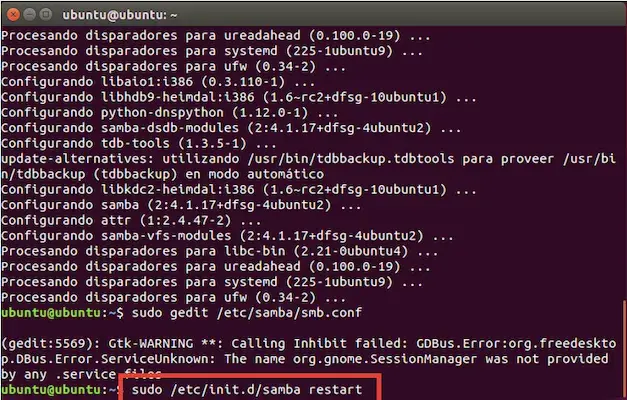 ubuntu@ubuntu: ~
Procesando disparadores para ureadahead (0.100.0-19) ...
Procesando disparadores para systemd (225-1ubuntu9) ...
Procesando disparadores para ufw (0.34-2) ...
Configurando libaio1:i386 (0.3.110-1) ...
Configurando libhdb9-heimdal:i386 (1.6~rc2+dfsg-10ubuntu1) ...
Configurando python-dnspython (1.12.0-1) ...
Configurando samba-dsdb-modules (2:4.1.17+dfsg-4ubuntu2) ...
Configurando tdb-tools (1.3.5-1) ...
update-alternatives: utilizando /usr/bin/tdbbackup.tdbtools para proveer /usr/bi
n/tdbbackup (tdbbackup) en modo automático
Configurando libkdc2-heimdal:i386 (1.6~rc2+dfsg-10ubuntu1) ...
Configurando samba (2:4.1.17+dfsg-4ubuntu2) ...
Configurando attr (1:2.4.47-2) ...
Configurando samba-vfs-modules (2:4.1.17+dfsg-4ubuntu2) ...
Procesando disparadores para libc-bin (2.21-0ubuntu4) ...
Procesando disparadores para ureadahead (0.100.0-19) ...
Procesando disparadores para systemd (225-1ubuntu9) ...
Procesando disparadores para ufw (0.34-2) ...
ubuntu@ubuntu:~$ sudo gedit /etc/samba/smb.conf
(gedit:5569): Gtk-WARNING **: Calling Inhibit failed: GDBus.Error:org.freedeskto
p.DBus.Error.ServiceUnknown: The name org.gnome.SessionManager was not provided
by any .service files
ubuntu@ubuntu:~$ sudo /etc/init.d/samba restart